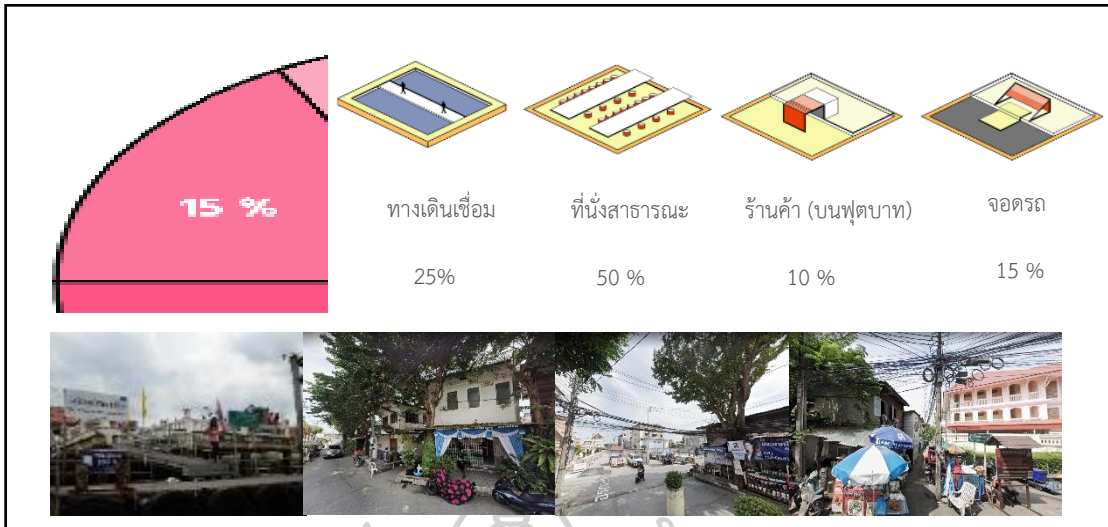 15 %
ทางเดินเชื่อม
ที่นั่งสาธารณะ
ร้านค้า (บนฟุตบาท)
จอดรถ
25%
50 %
10 %
15 %